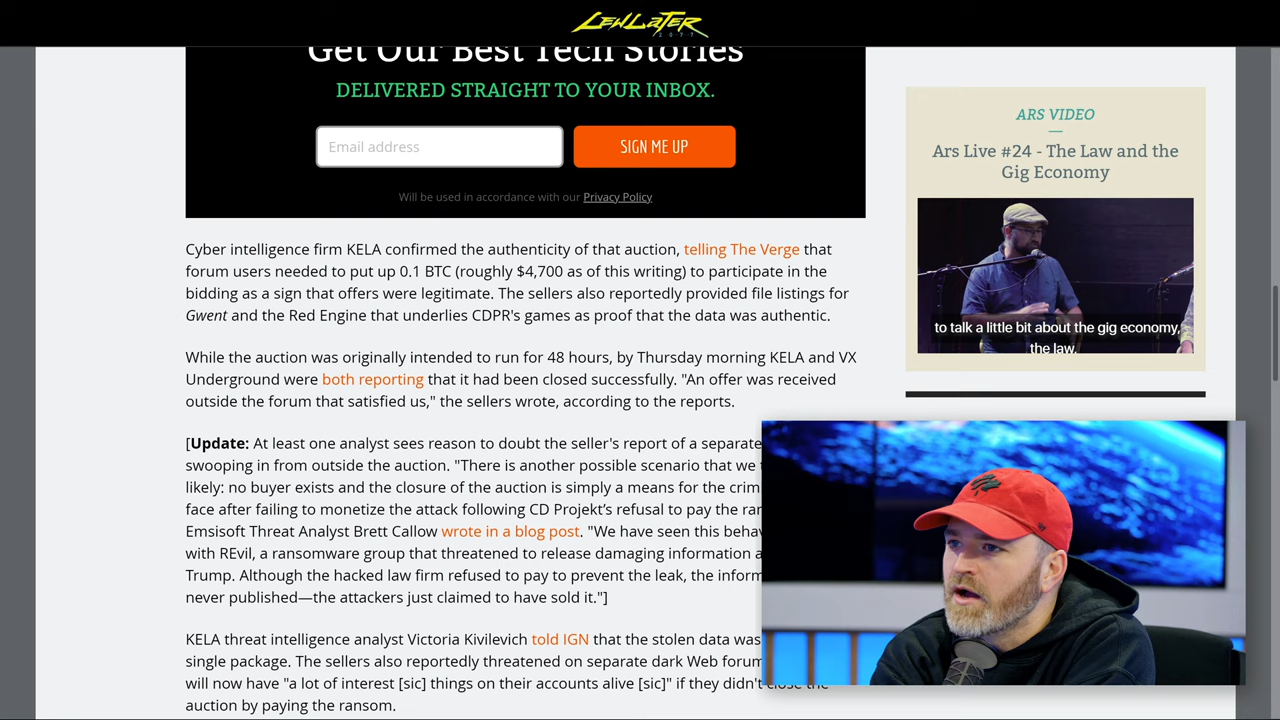 LEWLATER
2077
Get Our Best Tech Stories
DELIVERED STRAIGHT TO YOUR INBOX.
Email address
SIGN ME UP
Will be used in accordance with our Privacy Policy
Cyber intelligence firm KELA confirmed the authenticity of that auction, telling The Verge that
forum users needed to put up 0.1 BTC (roughly $4,700 as of this writing) to participate in the
bidding as a sign that offers were legitimate. The sellers also reportedly provided file listings for
Gwent and the Red Engine that underlies CDPR's games as proof that the data was authentic.
While the auction was originally intended to run for 48 hours, by Thursday morning KELA and VX
Underground were both reporting that it had been closed successfully. "An offer was received
outside the forum that satisfied us," the sellers wrote, according to the reports.
[Update: At least one analyst sees reason to doubt the seller's report of a separate
swooping in from outside the auction. "There is another possible scenario that we
likely: no buyer exists and the closure of the auction is simply a means for the crim
face after failing to monetize the attack following CD Projekt's refusal to pay the ra
Emsisoft Threat Analyst Brett Callow wrote in a blog post. "We have seen this beha
with REvil, a ransomware group that threatened to release damaging information a
Trump. Although the hacked law firm refused to pay to prevent the leak, the inform
never published—the attackers just claimed to have sold it."]
KELA threat intelligence analyst Victoria Kivilevich told IGN that the stolen data was
single package. The sellers also reportedly threatened on separate dark Web forum
will now have "a lot of interest [sic] things on their accounts alive [sic]" if they didn't close the
auction by paying the ransom.
ARS VIDEO
Ars Live #24 - The Law and the
Gig Economy
to talk a little bit about the gig economy,
the law,